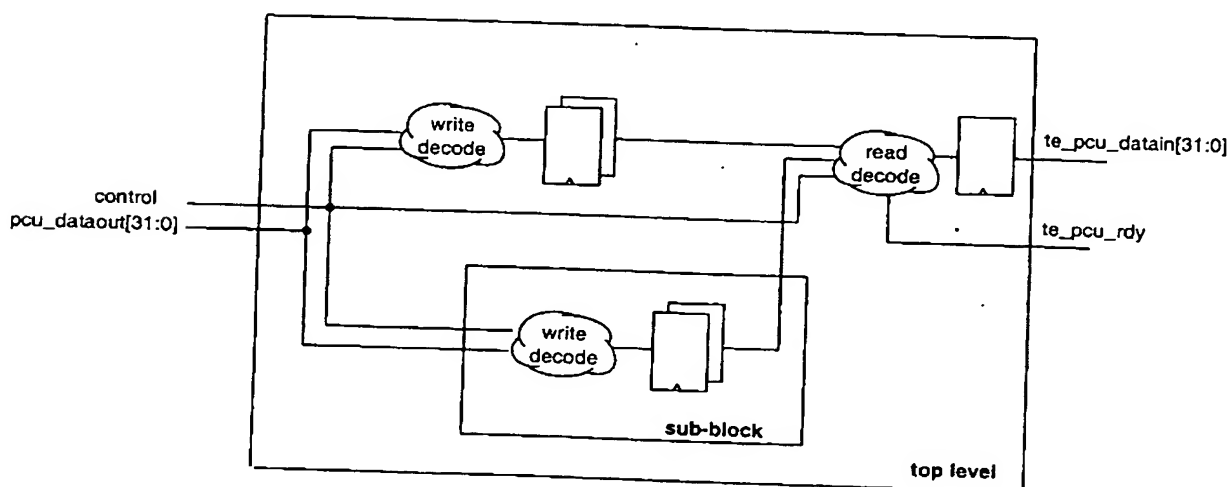 write
decode
read
decode
te_pcu_datain[31:0]
control
pcu_dataout[31:0]
te_pcu_rdy
write
decode
sub-block
top level